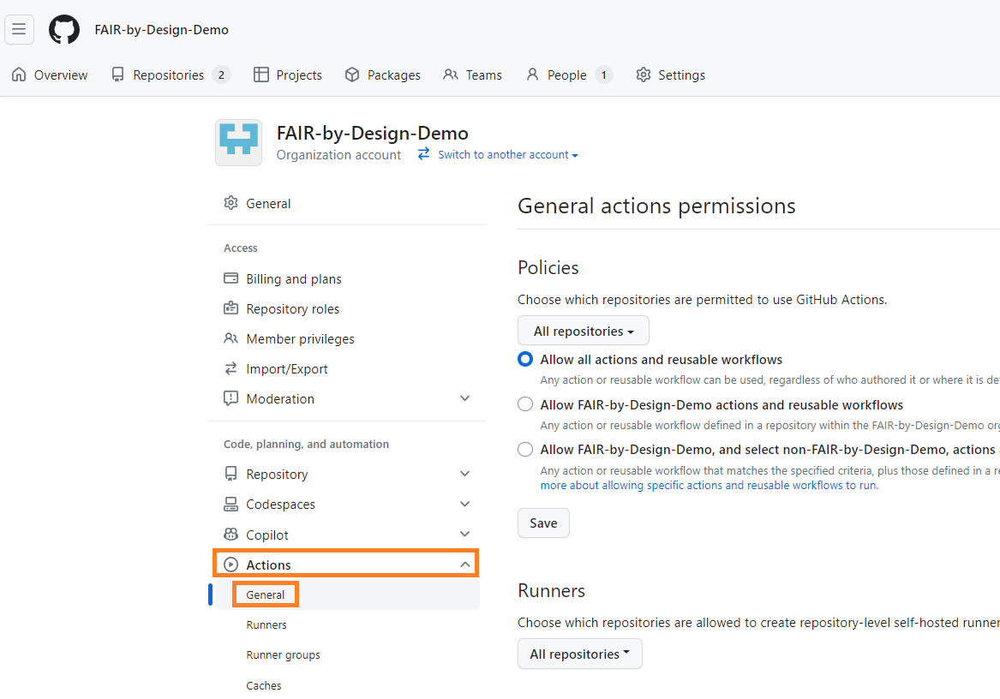 FAIR-by-Design-Demo
Overview Repositories 2 Projects Packages Teams People 1 Settings
FAIR-by-Design-Demo
Organization account Switch to another account
General
Access
Billing and plans
Repository roles
Member privileges
Import/Export
Moderation
Code, planning, and automation
Repository
Codespaces
Copilot
Actions
General
Runners
Runner groups
Caches
General actions permissions
Policies
Choose which repositories are permitted to use GitHub Actions.
All repositories
Allow all actions and reusable workflows
Any action or reusable workflow can be used, regardless of who authored it or where it is
Allow FAIR-by-Design-Demo actions and reusable workflows
Any action or reusable workflow defined in a repository within the FAIR-by-Design-Demo
Allow FAIR-by-Design-Demo, and select non-FAIR-by-Design-Demo, actions
Any action or reusable workflow that matches the specified criteria, plus those defined in a
more about allowing specific actions and reusable workflows to run.
Save
Runners
Choose which repositories are allowed to create repository-level self-hosted
All repositories